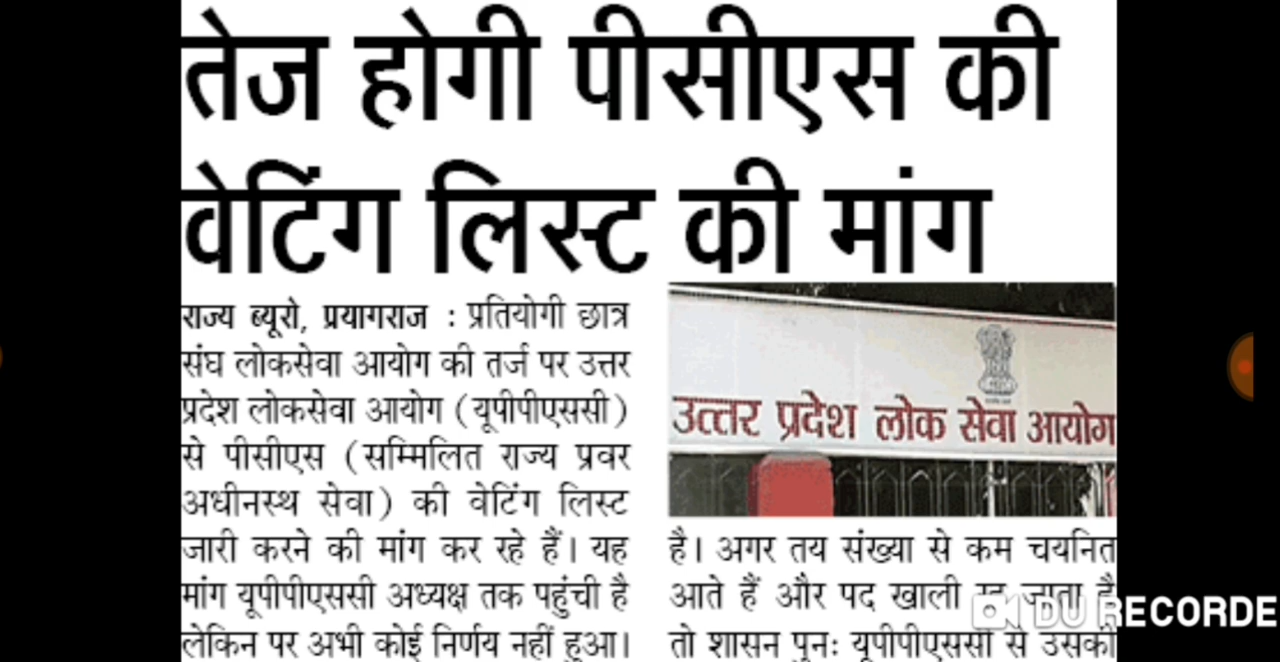 तेज होगी पीसीएस की
वेटिंग लिस्ट की मांग
राज्य ब्यूरो, प्रयागराज : प्रतियोगी छात्र
संघ लोकसेवा आयोग की तर्ज पर उत्तर
प्रदेश लोकसेवा आयोग (यूपीपीएससी)
से पीसीएस (सम्मिलित राज्य प्रवर
अधीनस्थ सेवा) की वेटिंग लिस्ट
जारी करने की मांग कर रहे हैं। यह
मांग यूपीपीएससी अध्यक्ष तक पहुंची है
लेकिन पर अभी कोई निर्णय नहीं हुआ।
उत्तर प्रदेश लोक सेवा आयोग
है। अगर तय संख्या से कम चयनित
आते हैं और पद खाली रह जाता है
तो शासन पुनः यूपीपीएससी से उसकी
DU RECORDE